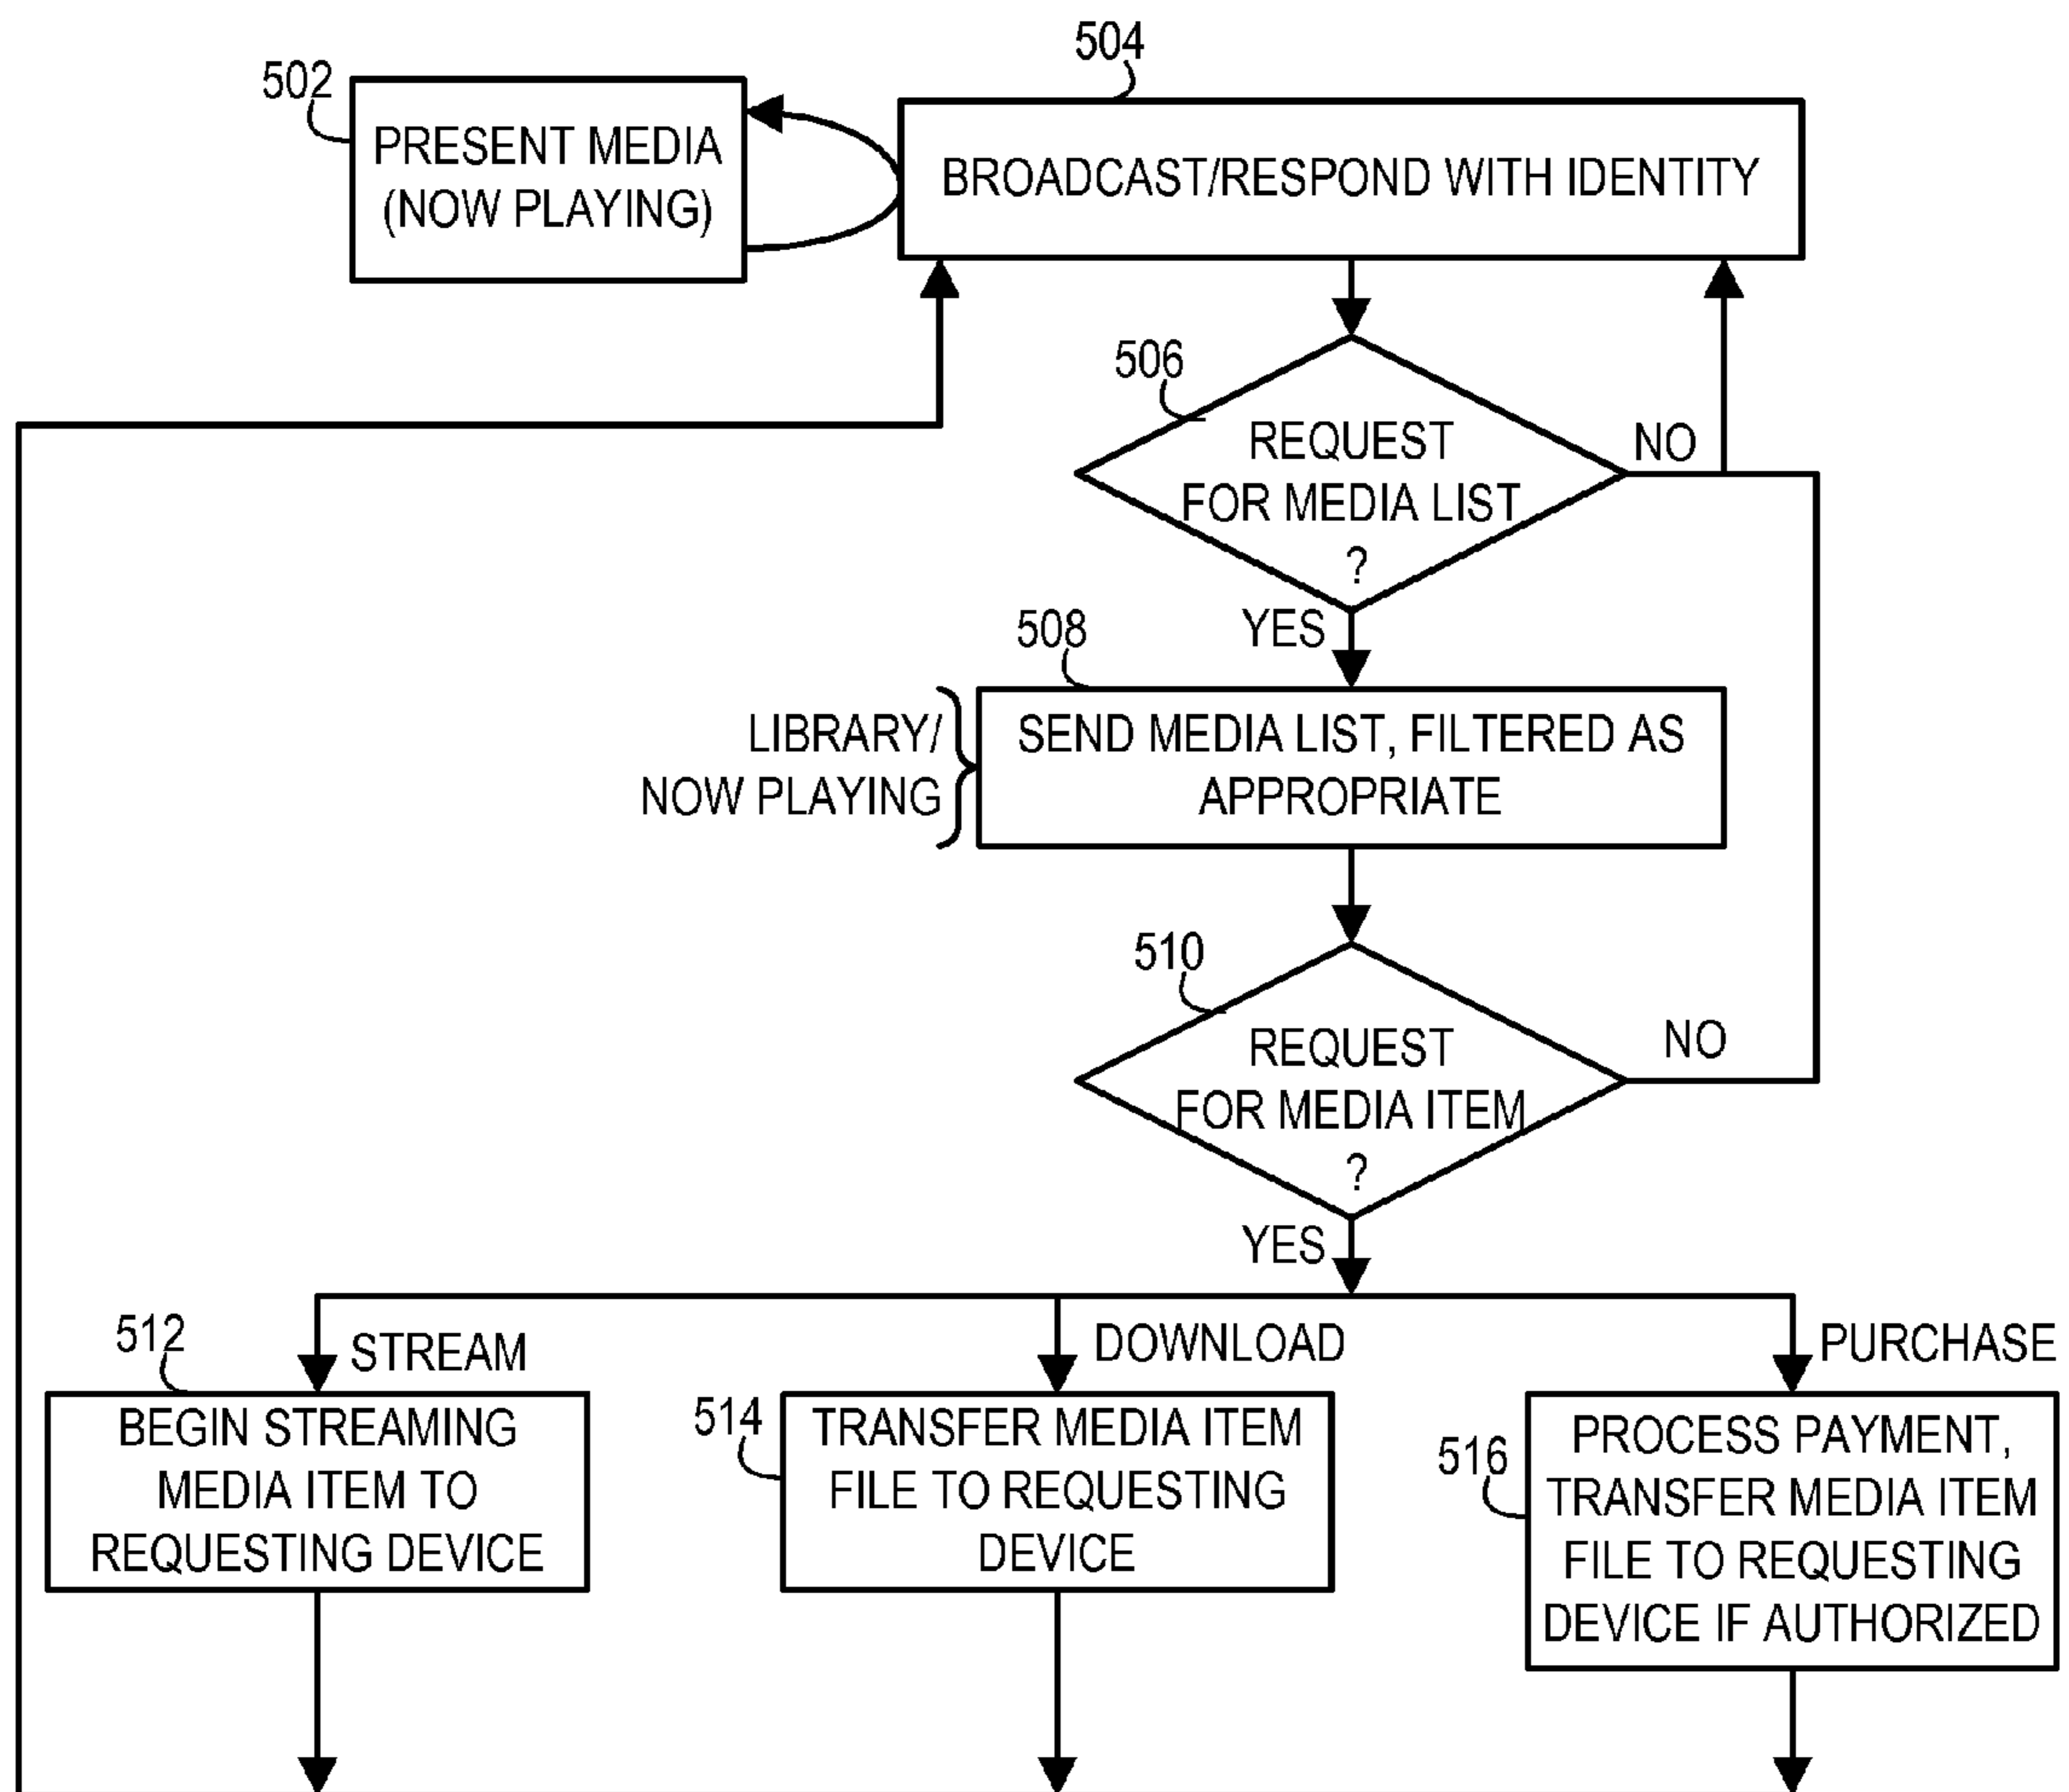 504
502
PRESENT MEDIA
(NOW PLAYING)
BROADCAST/RESPOND WITH IDENTITY
506
REQUEST
FOR MEDIA LIST
?
NO
YES
508
LIBRARY/
NOW PLAYING
SEND MEDIA LIST, FILTERED AS
APPROPRIATE
510
REQUEST
FOR MEDIA ITEM
?
NO
YES
512
STREAM
DOWNLOAD
PURCHASE
BEGIN STREAMING
MEDIA ITEM TO
REQUESTING DEVICE
514
TRANSFER MEDIA ITEM
FILE TO REQUESTING
DEVICE
516
PROCESS PAYMENT,
TRANSFER MEDIA ITEM
FILE TO REQUESTING
DEVICE IF AUTHORIZED